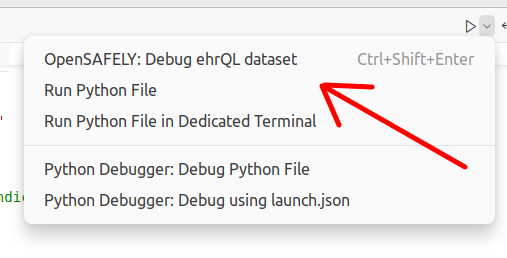 OpenSAFELY: Debug ehrQL dataset Ctrl+Shift+Enter
Run Python File
Run Python File in Dedicated Terminal
"
Python Debugger: Debug Python File
ndic
Python Debugger: Debug using launch.json